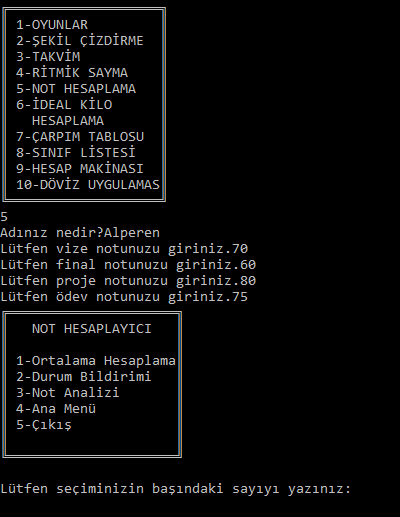 1-OYUNLAR
2-ŞEKİL ÇİZDİRME
3-TAKVİM
4-RİTMİK SAYMA
5-NOT HESAPLAMA
6-İDEAL KİLO
HESAPLAMA
7-ÇARPIM TABLOSU
8-SINIF LİSTESİ
9-HESAP MAKİNASI
10-DÖVİZ UYGULAMAS
5
Adınız nedir?Alperen
Lütfen vize notunuzu giriniz.70
Lütfen final notunuzu giriniz.60
Lütfen proje notunuzu giriniz.80
Lütfen ödev notunuzu giriniz.75
NOT HESAPLAYICI
1-Ortalama Hesaplama
2-Durum Bildirimi
3-Not Analizi
4-Ana Menü
5-Çıkış
Lütfen seçiminizin başındaki sayıyı yazınız: